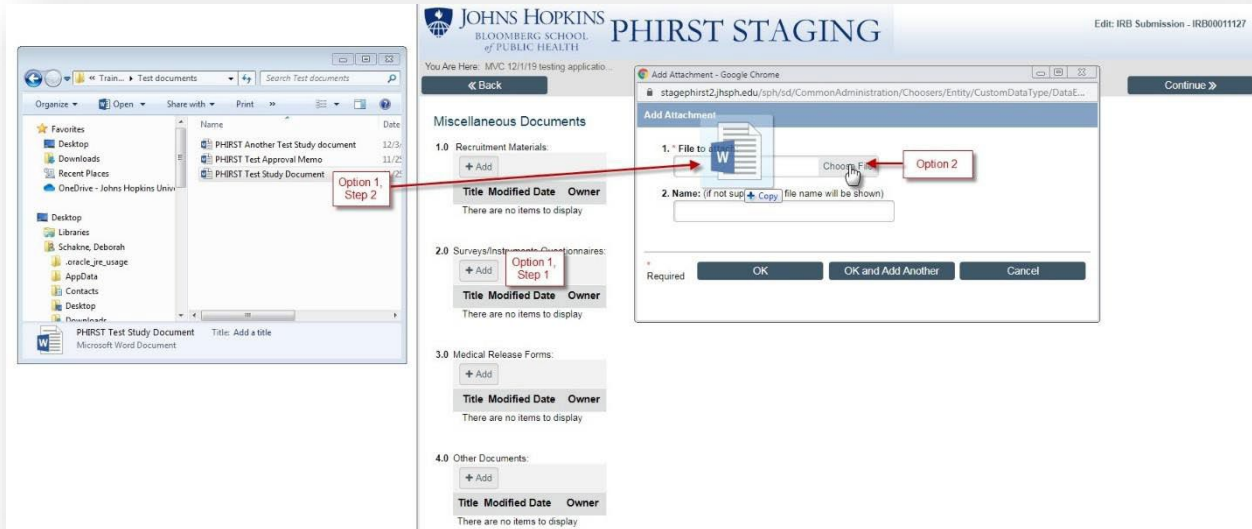 JOHNS HOPKINS
BLOOMBERG SCHOOL
of PUBLIC HEALTH
PHIRST STAGING
Edit: IRB Submission - IRB00011127
You Are Here: MVC 12/1/19 testing applicatio...
« Back
Continue »
« Train... ▸ Test documents
Search Test documents
Organize ▾
Open ▾
Share with ▾
Print
»
Favorites
Desktop
Downloads
Recent Places
OneDrive - Johns Hopkins Unive
Desktop
Libraries
Schakne, Deborah
.oracle_jre_usage
AppData
Contacts
Desktop
Downloads
Name
Date
PHIRST Another Test Study document
12/3/
PHIRST Test Approval Memo
11/25
PHIRST Test Study Document
PHIRST Test Study Document
Title: Add a title
Microsoft Word Document
Option 1,
Step 2
Miscellaneous Documents
1.0 Recruitment Materials:
+ Add
Title Modified Date Owner
There are no items to display
2.0 Surveys/Instruments Questionnaires:
+ Add
Option 1,
Step 1
Title Modified Date Owner
There are no items to display
3.0 Medical Release Forms:
+ Add
Title Modified Date Owner
There are no items to display
4.0 Other Documents:
+ Add
Title Modified Date Owner
There are no items to display
Add Attachment - Google Chrome
stagephirst2.jhsph.edu/sph/sd/CommonAdministration/Choosers/Entity/CustomDataType/DataE...
Add Attachment
1. * File to attach:
Choose File
Option 2
2. Name: (if not sup
+ Copy
file name will be shown)
* Required
OK
OK and Add Another
Cancel